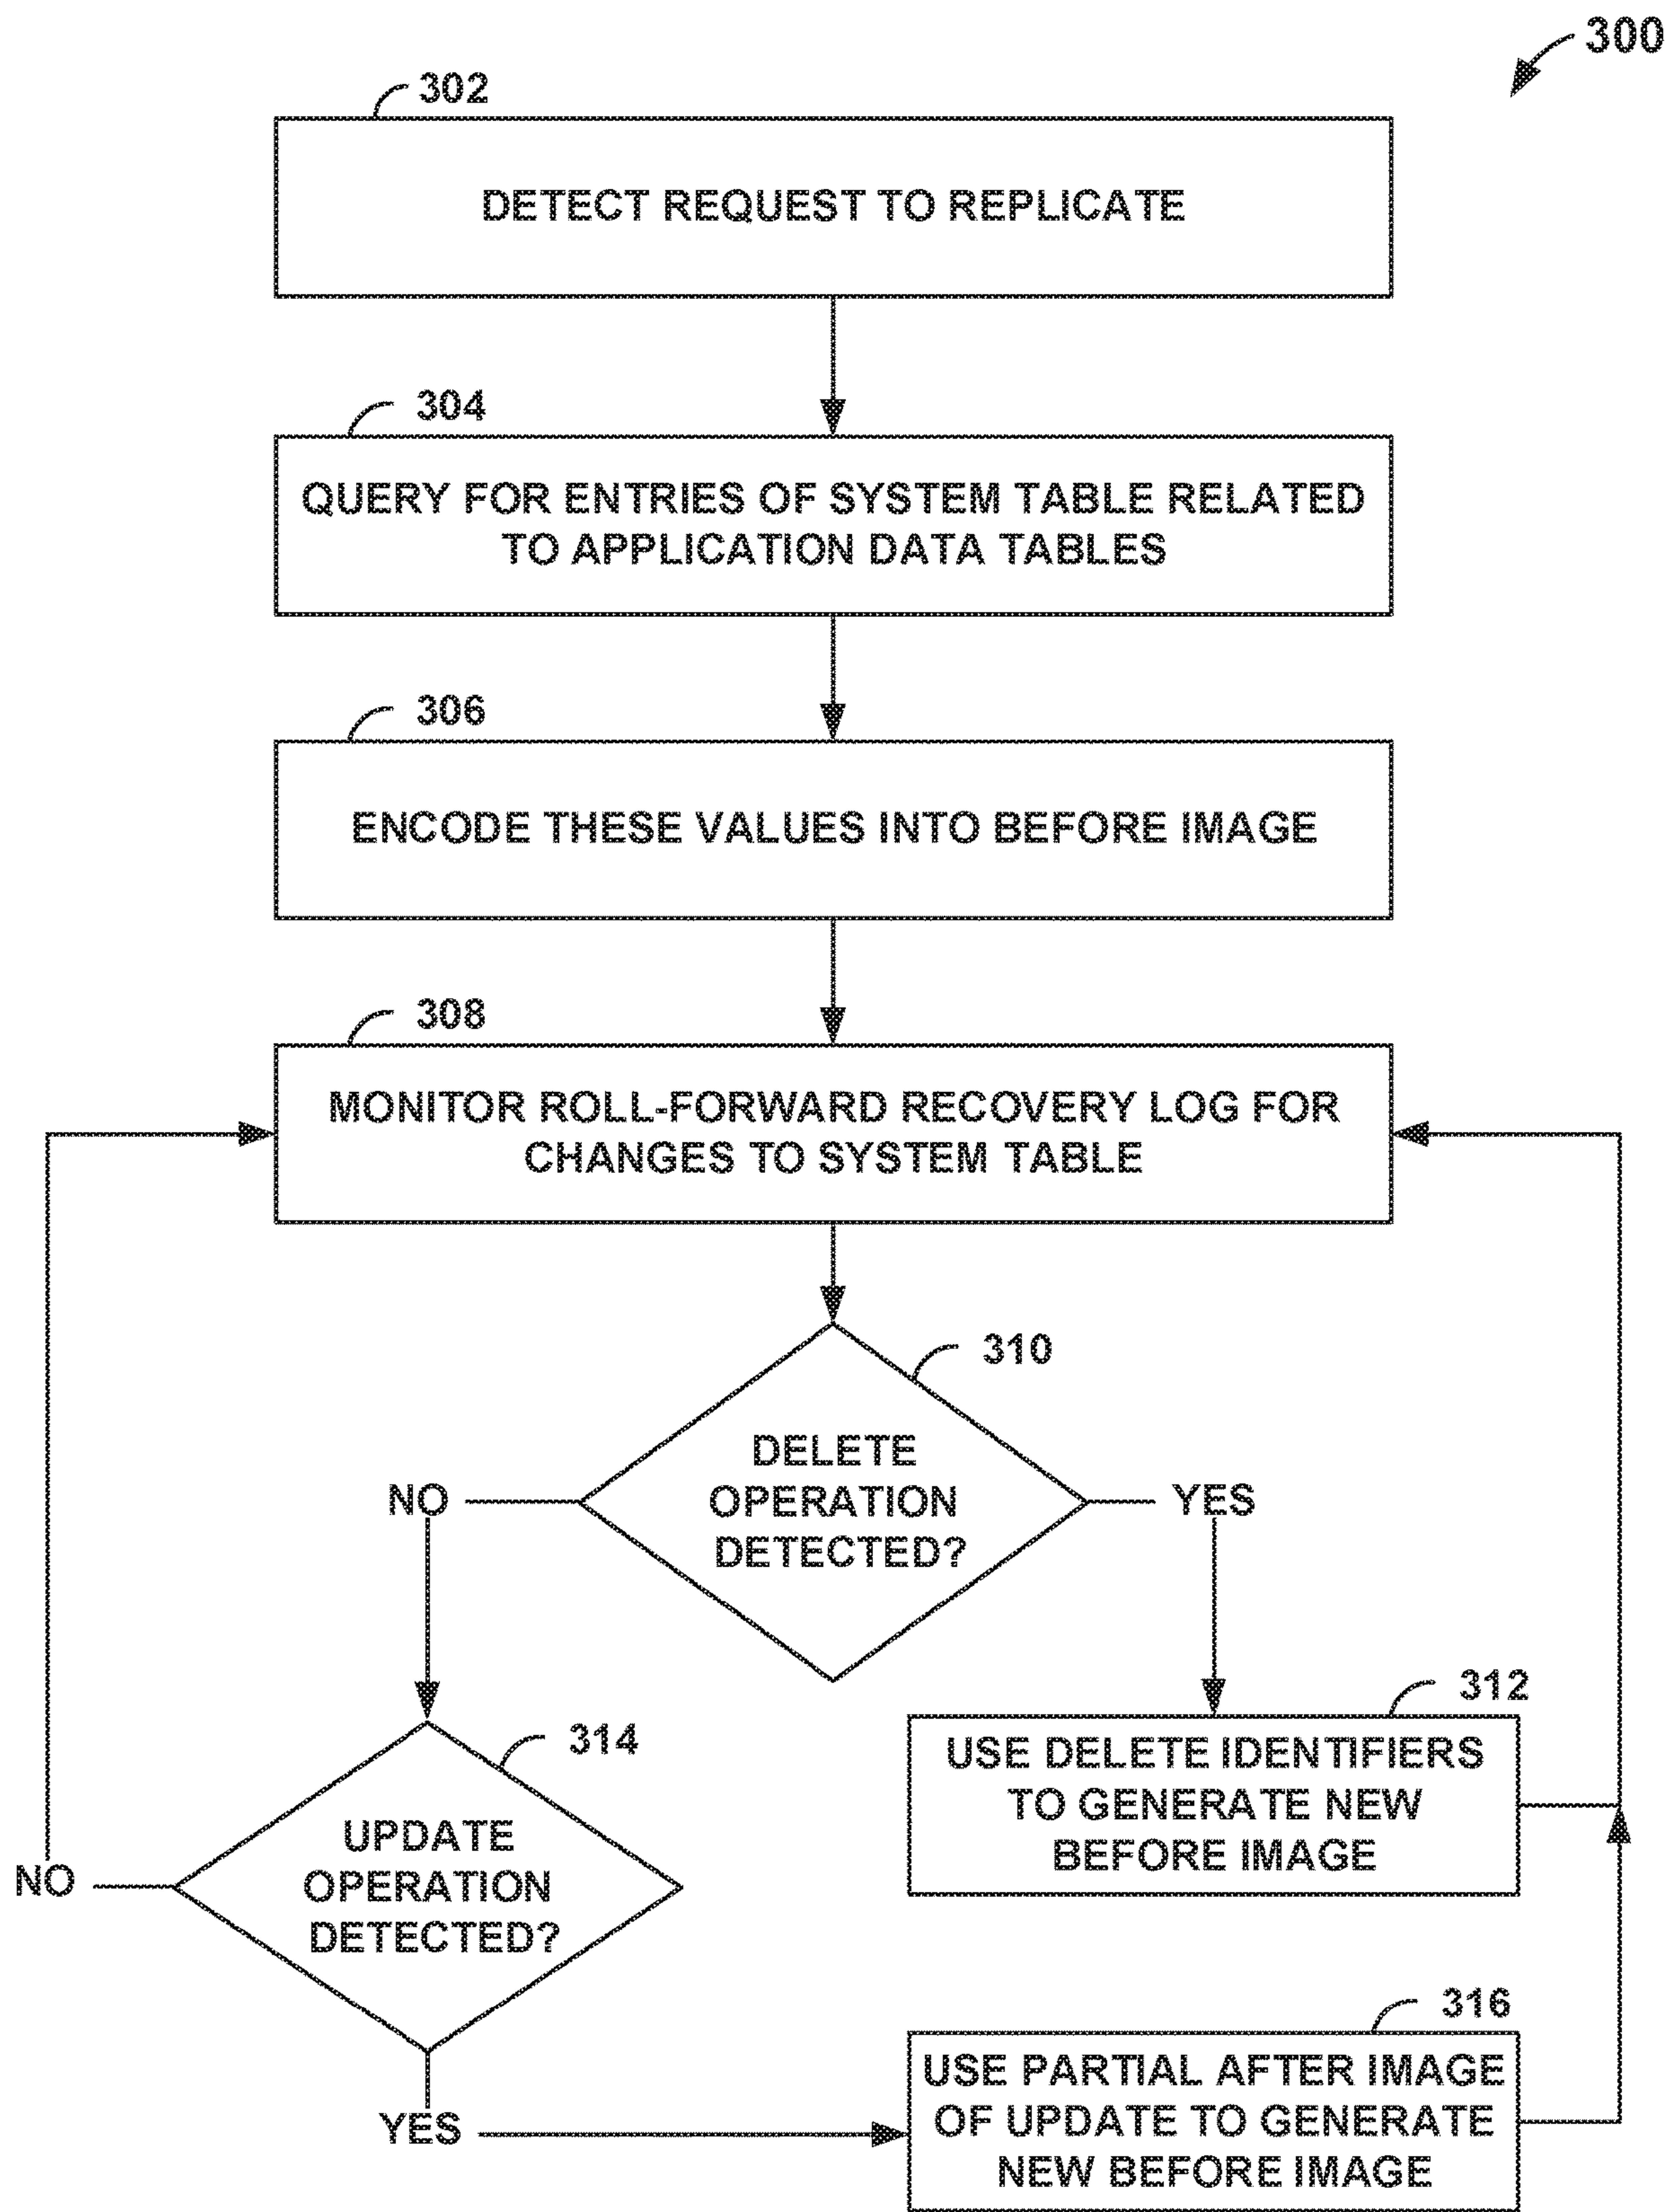 300
302
DETECT REQUEST TO REPLICATE
304
QUERY FOR ENTRIES OF SYSTEM TABLE RELATED
TO APPLICATION DATA TABLES
306
ENCODE THESE VALUES INTO BEFORE IMAGE
308
MONITOR ROLL-FORWARD RECOVERY LOG FOR
CHANGES TO SYSTEM TABLE
310
DELETE
OPERATION
DETECTED?
NO
YES
312
USE DELETE IDENTIFIERS
TO GENERATE NEW
BEFORE IMAGE
314
UPDATE
OPERATION
DETECTED?
NO
YES
316
USE PARTIAL AFTER IMAGE
OF UPDATE TO GENERATE
NEW BEFORE IMAGE